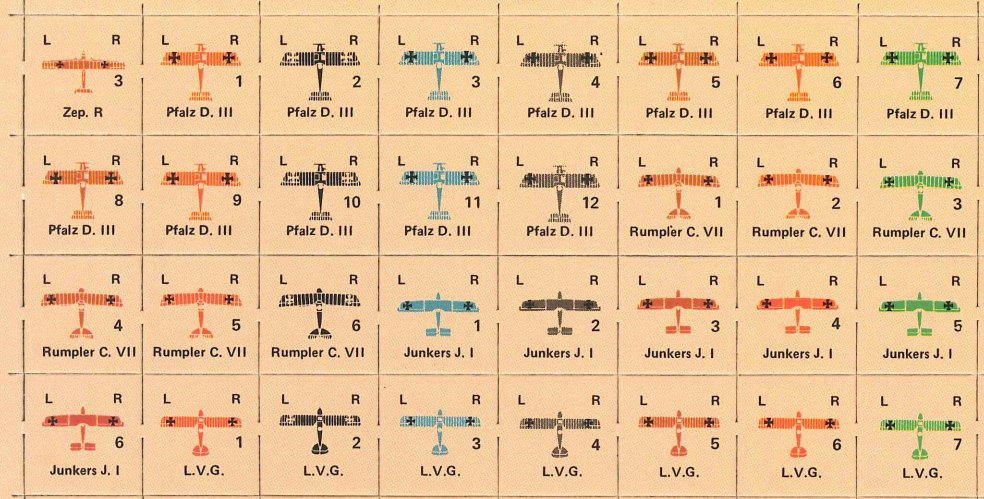 L R L R L R L R L R L R L R L R
3 1 2 3 4 5 6 7
Zep. R Pfalz D. III Pfalz D. III Pfalz D. III Pfalz D. III Pfalz D. III Pfalz D. III Pfalz D. III
L R L R L R L R L R L R L R L R
8 9 10 11 12 1 2 3
Pfalz D. III Pfalz D. III Pfalz D. III Pfalz D. III Pfalz D. III Rumpler C. VII Rumpler C. VII Rumpler C. VII
L R L R L R L R L R L R L R L R
4 5 6 1 2 3 4 5
Rumpler C. VII Rumpler C. VII Rumpler C. VII Junkers J. I Junkers J. I Junkers J. I Junkers J. I Junkers J. I
L R L R L R L R L R L R L R L R
6 1 2 3 4 5 6 7
Junkers J. I L.V.G. L.V.G. L.V.G. L.V.G. L.V.G. L.V.G. L.V.G.